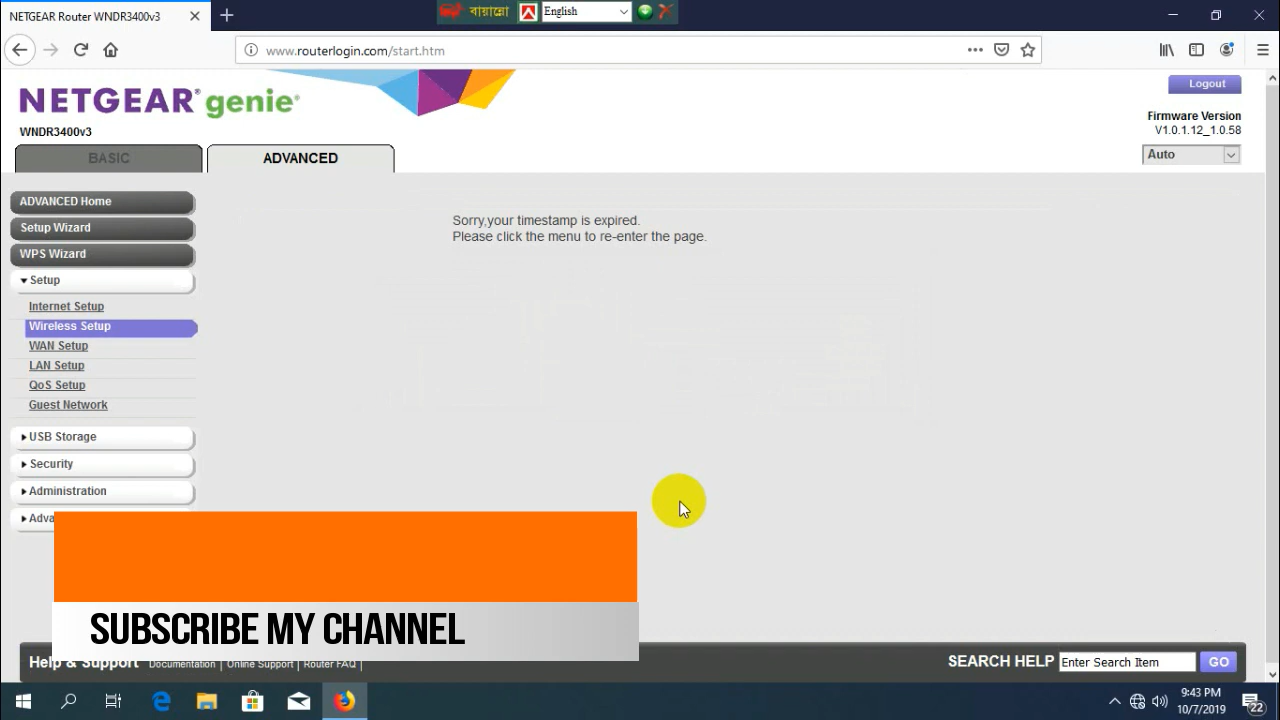 NETGEAR Router WNDR3400v3
বায়ান্নো
English
www.routerlogin.com/start.htm
NETGEAR® genie®
WNDR3400v3
Logout
Firmware Version
V1.0.1.12_1.0.58
Auto
BASIC
ADVANCED
ADVANCED Home
Setup Wizard
WPS Wizard
Setup
Internet Setup
Wireless Setup
WAN Setup
LAN Setup
QoS Setup
Guest Network
USB Storage
Security
Administration
Adva
Sorry,your timestamp is expired.
Please click the menu to re-enter the page.
SUBSCRIBE MY CHANNEL
Help & Support Documentation | Online Support | Router FAQ |
SEARCH HELP Enter Search Item GO
9:43 PM
10/7/2019
22